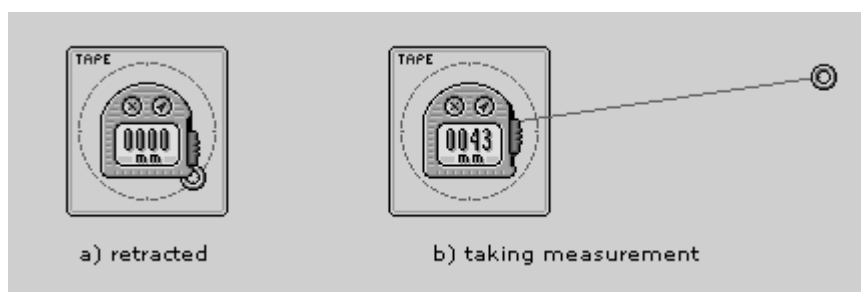 TAPE
0000
mm
a) retracted
TAPE
0043
mm
b) taking measurement